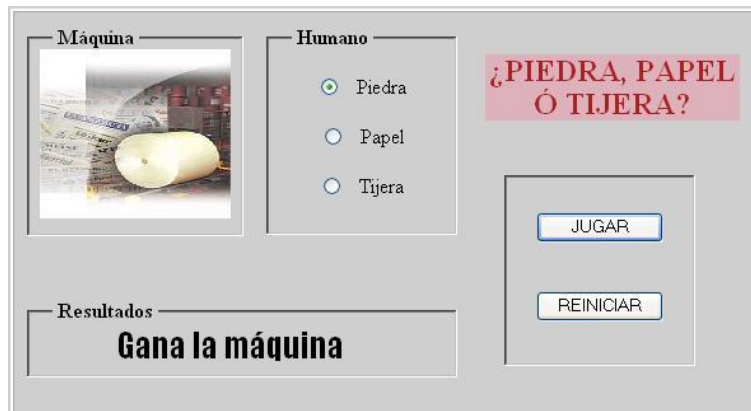 Máquina
Humano
Piedra
Papel
Tijera
¿PIEDRA, PAPEL
Ó TIJERA?
JUGAR
REINICIAR
Resultados
Gana la máquina